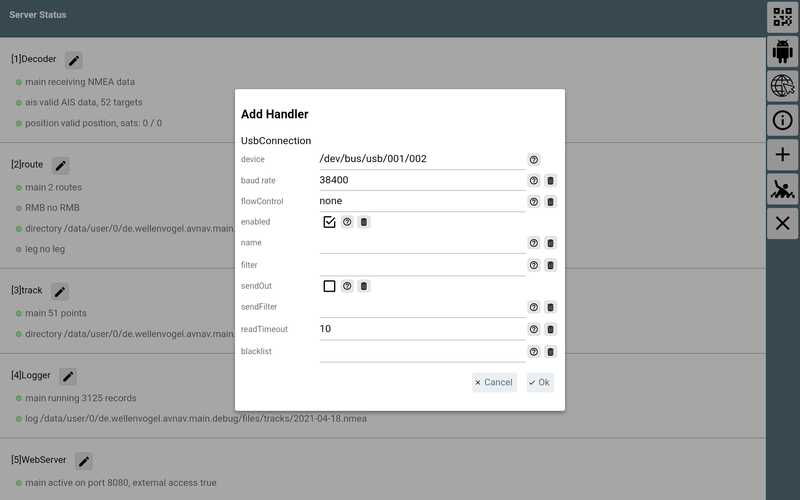 Server Status
[1]Decoder
main receiving NMEA data
ais valid AIS data, 52 targets
position valid position, sats: 0 / 0
[2]route
main 2 routes
RMB no RMB
directory /data/user/0/de.wellenvogel.avnav.main.
leg no leg
[3]track
main 51 points
directory /data/user/0/de.wellenvogel.avnav.main.
[4]Logger
main running 3125 records
log /data/user/0/de.wellenvogel.avnav.main.debug/files/tracks/2021-04-18.nmea
[5]WebServer
main active on port 8080, external access true
Add Handler
UsbConnection
device /dev/bus/usb/001/002
baud rate 38400
flowControl none
enabled
name
filter
sendOut
sendFilter
readTimeout 10
blacklist
Cancel Ok